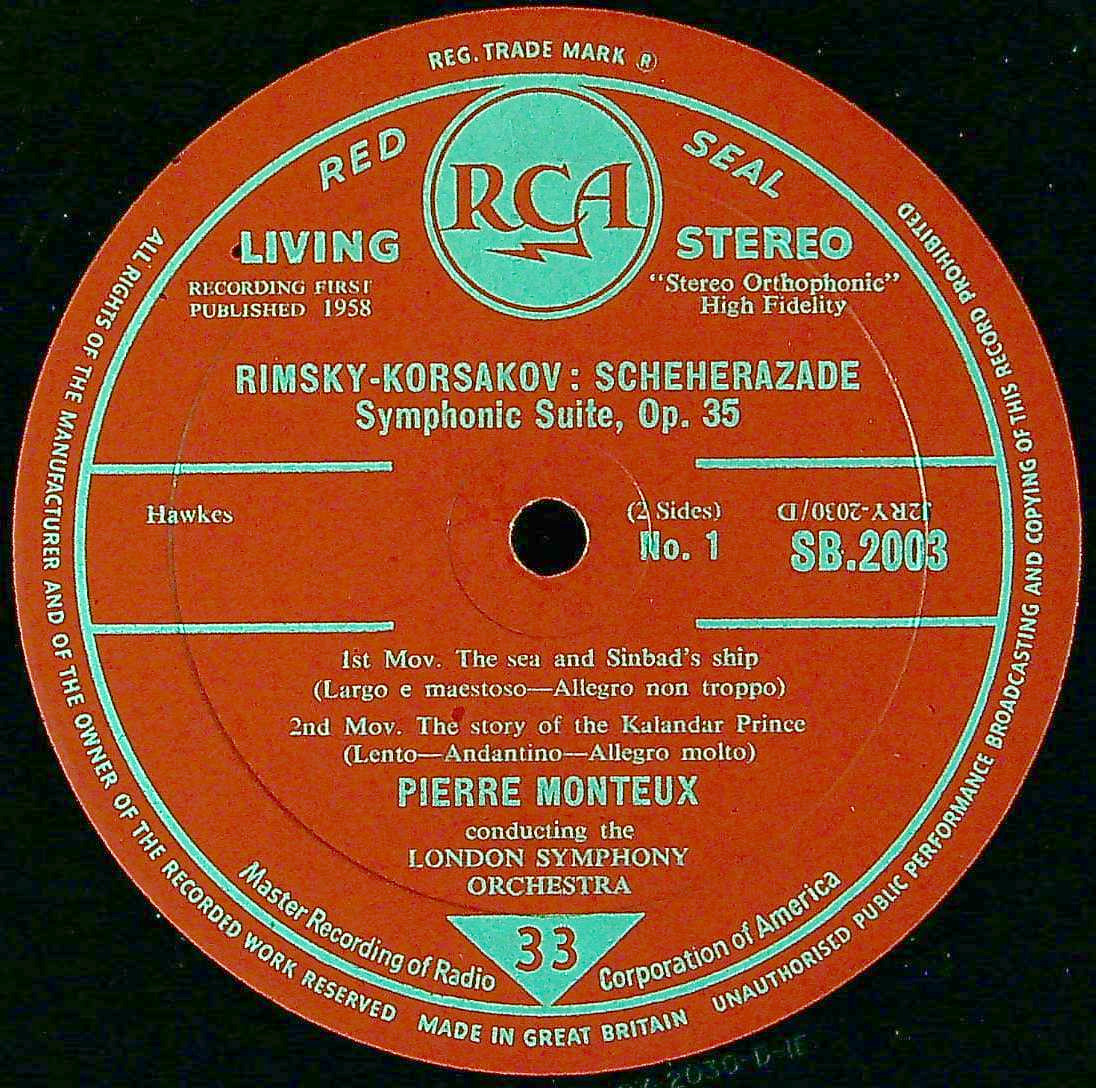 REG. TRADE MARK ®
RED SEAL
RCA
LIVING STEREO
RECORDING FIRST
PUBLISHED 1958
"Stereo Orthophonic"
High Fidelity
RIMSKY-KORSAKOV : SCHEHERAZADE
Symphonic Suite, Op. 35
Hawkes
(2 Sides)
No. 1
J2RY-2030/D
SB.2003
1st Mov. The sea and Sinbad's ship
(Largo e maestoso—Allegro non troppo)
2nd Mov. The story of the Kalandar Prince
(Lento—Andantino—Allegro molto)
PIERRE MONTEUX
conducting the
LONDON SYMPHONY
ORCHESTRA
33
Master Recording of Radio Corporation of America
ALL RIGHTS OF THE MANUFACTURER AND OF THE OWNER OF THE RECORDED WORK RESERVED
MADE IN GREAT BRITAIN
UNAUTHORISED PUBLIC PERFORMANCE BROADCASTING AND COPYING OF THIS RECORD PROHIBITED